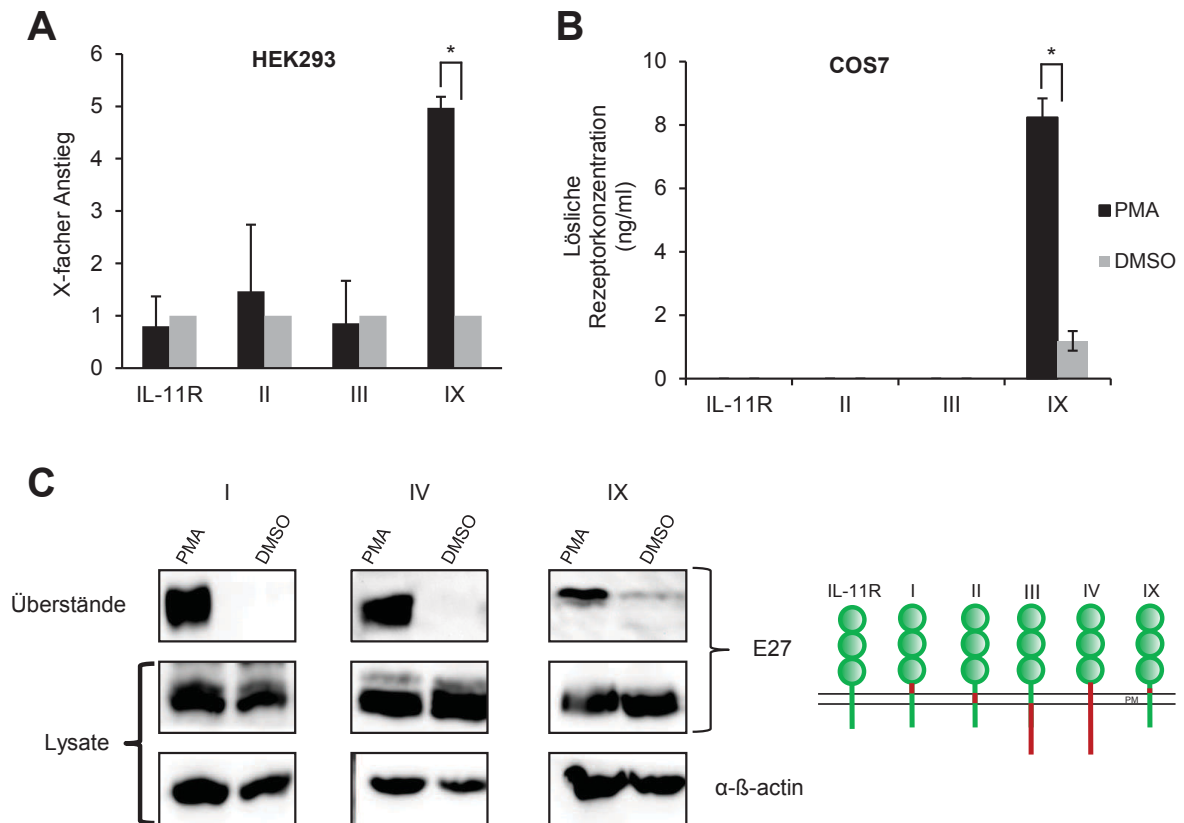 A
HEK293
X-facher Anstieg
6
5
4
3
2
1
0
*
IL-11R II III IX
B
COS7
Lösliche
Rezeptorkonzentration
(ng/ml)
10
8
6
4
2
0
*
IL-11R II III IX
PMA
DMSO
C
I IV IX
PMA DMSO PMA DMSO PMA DMSO
Überstände
Lysate
E27
α-ß-actin
IL-11R I II III IV IX
PM